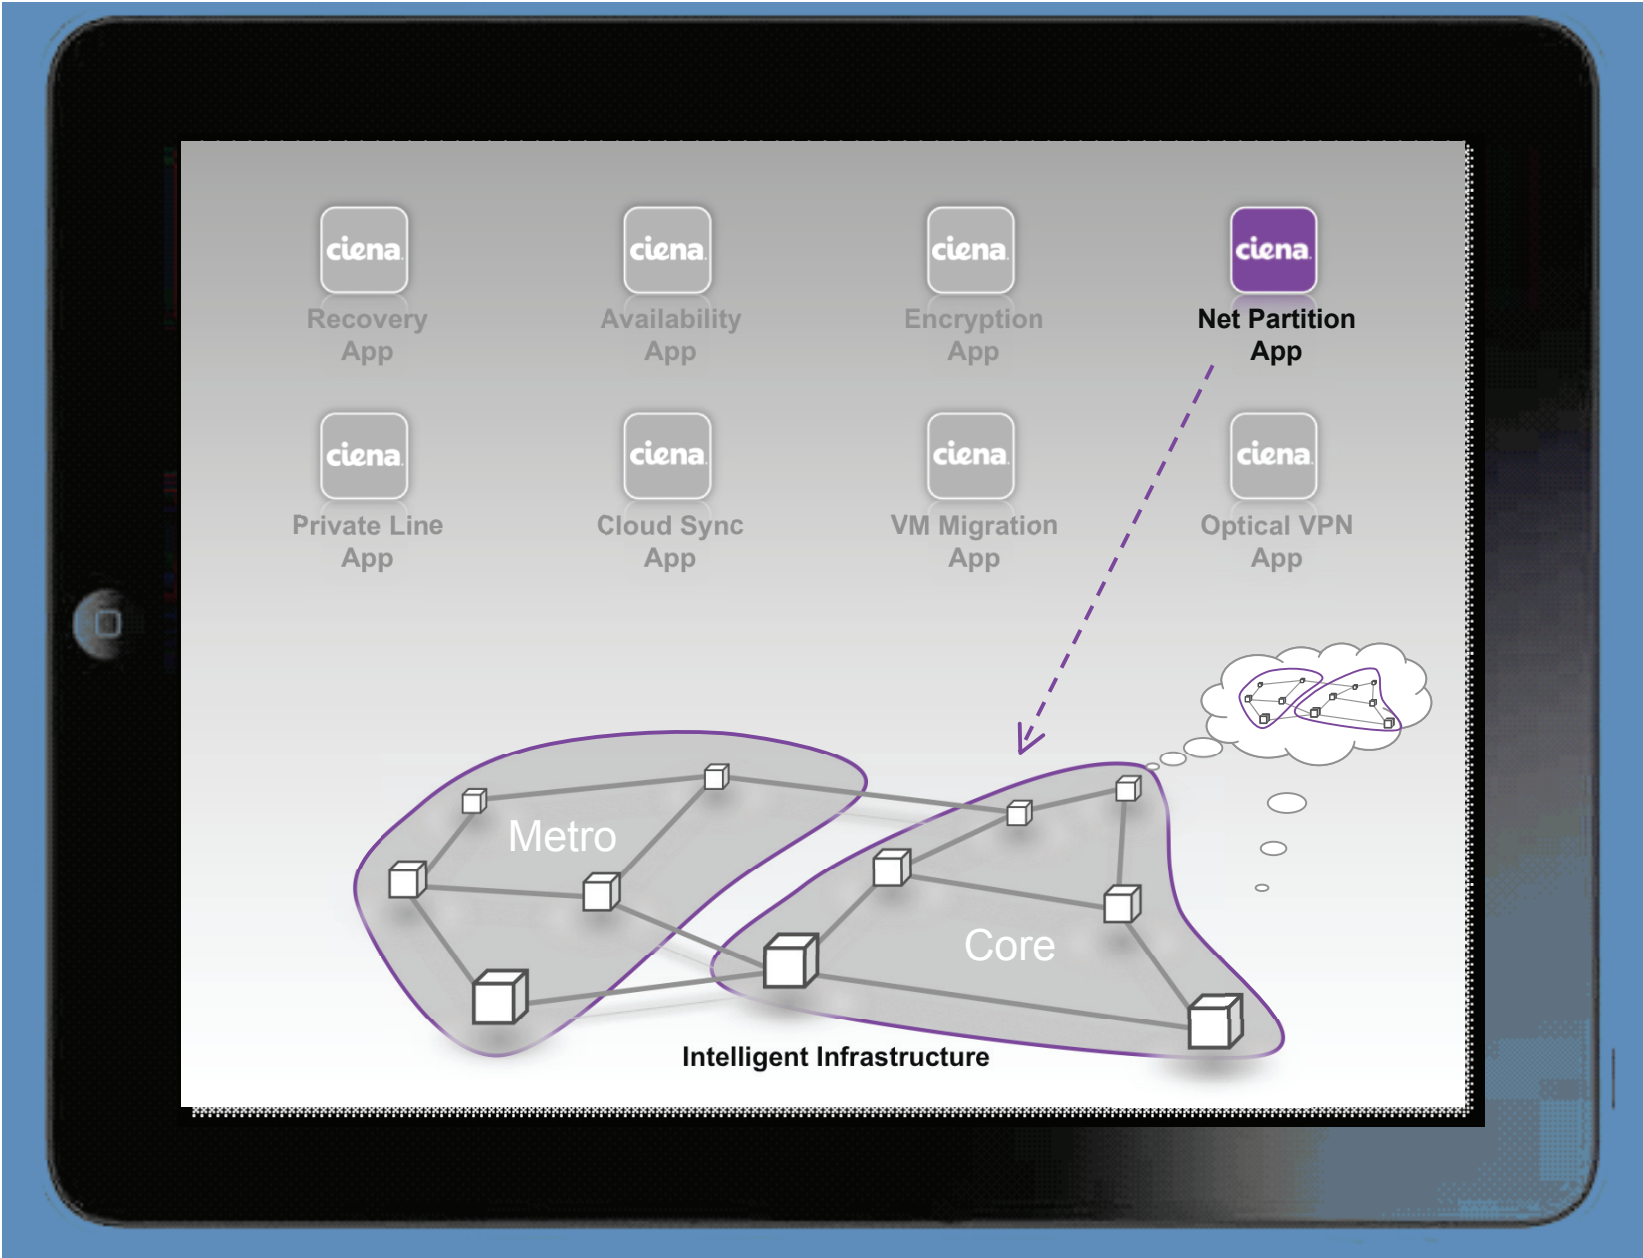 ciena.
ciena.
ciena.
ciena.
Recovery
App
Availability
App
Encryption
App
Net Partition
App
ciena.
ciena.
ciena.
ciena.
Private Line
App
Cloud Sync
App
VM Migration
App
Optical VPN
App
Metro
Core
Intelligent Infrastructure